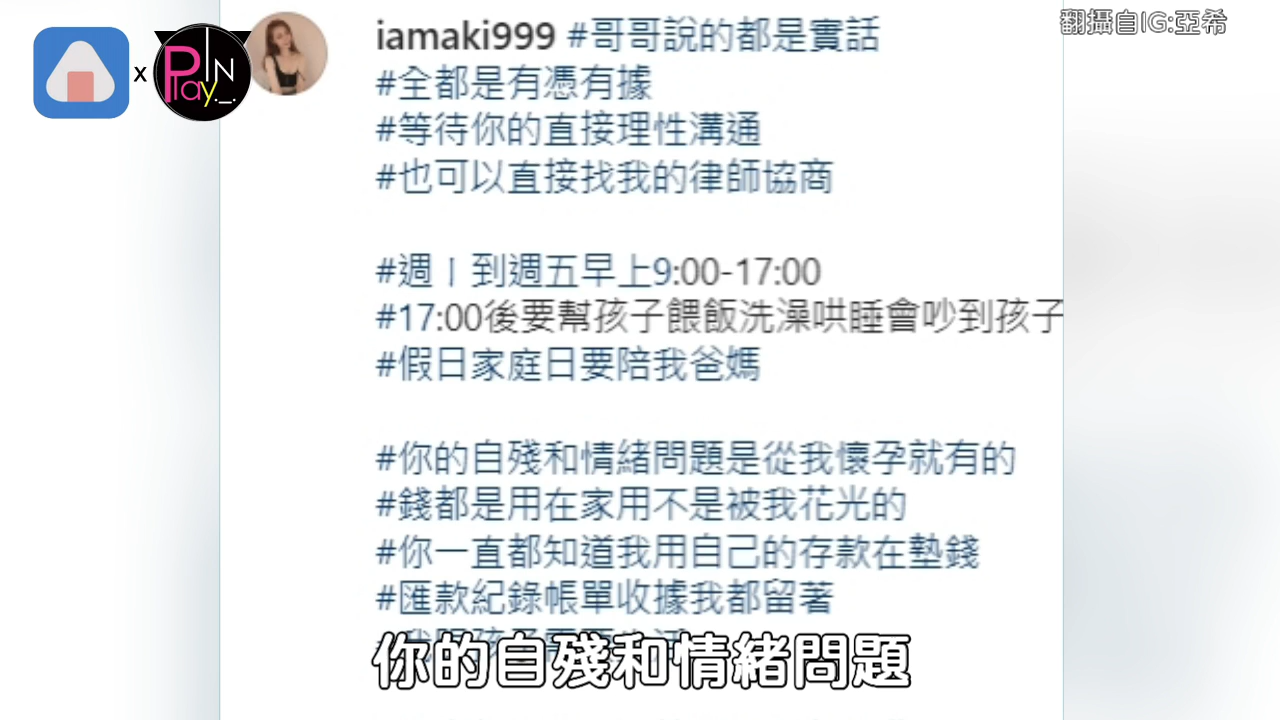 翻攝自IG:亞希
x
PlayIN
iamaki999 #哥哥說的都是實話
#全都是有憑有據
#等待你的直接理性溝通
#也可以直接找我的律師協商
#週〡到週五早上9:00-17:00
#17:00後要幫孩子餵飯洗澡哄睡會吵到孩子
#假日家庭日要陪我爸媽
#你的自殘和情緒問題是從我懷孕就有的
#錢都是用在家用不是被我花光的
#你一直都知道我用自己的存款在墊錢
#匯款紀錄帳單收據我都留著
你的自殘和情緒問題